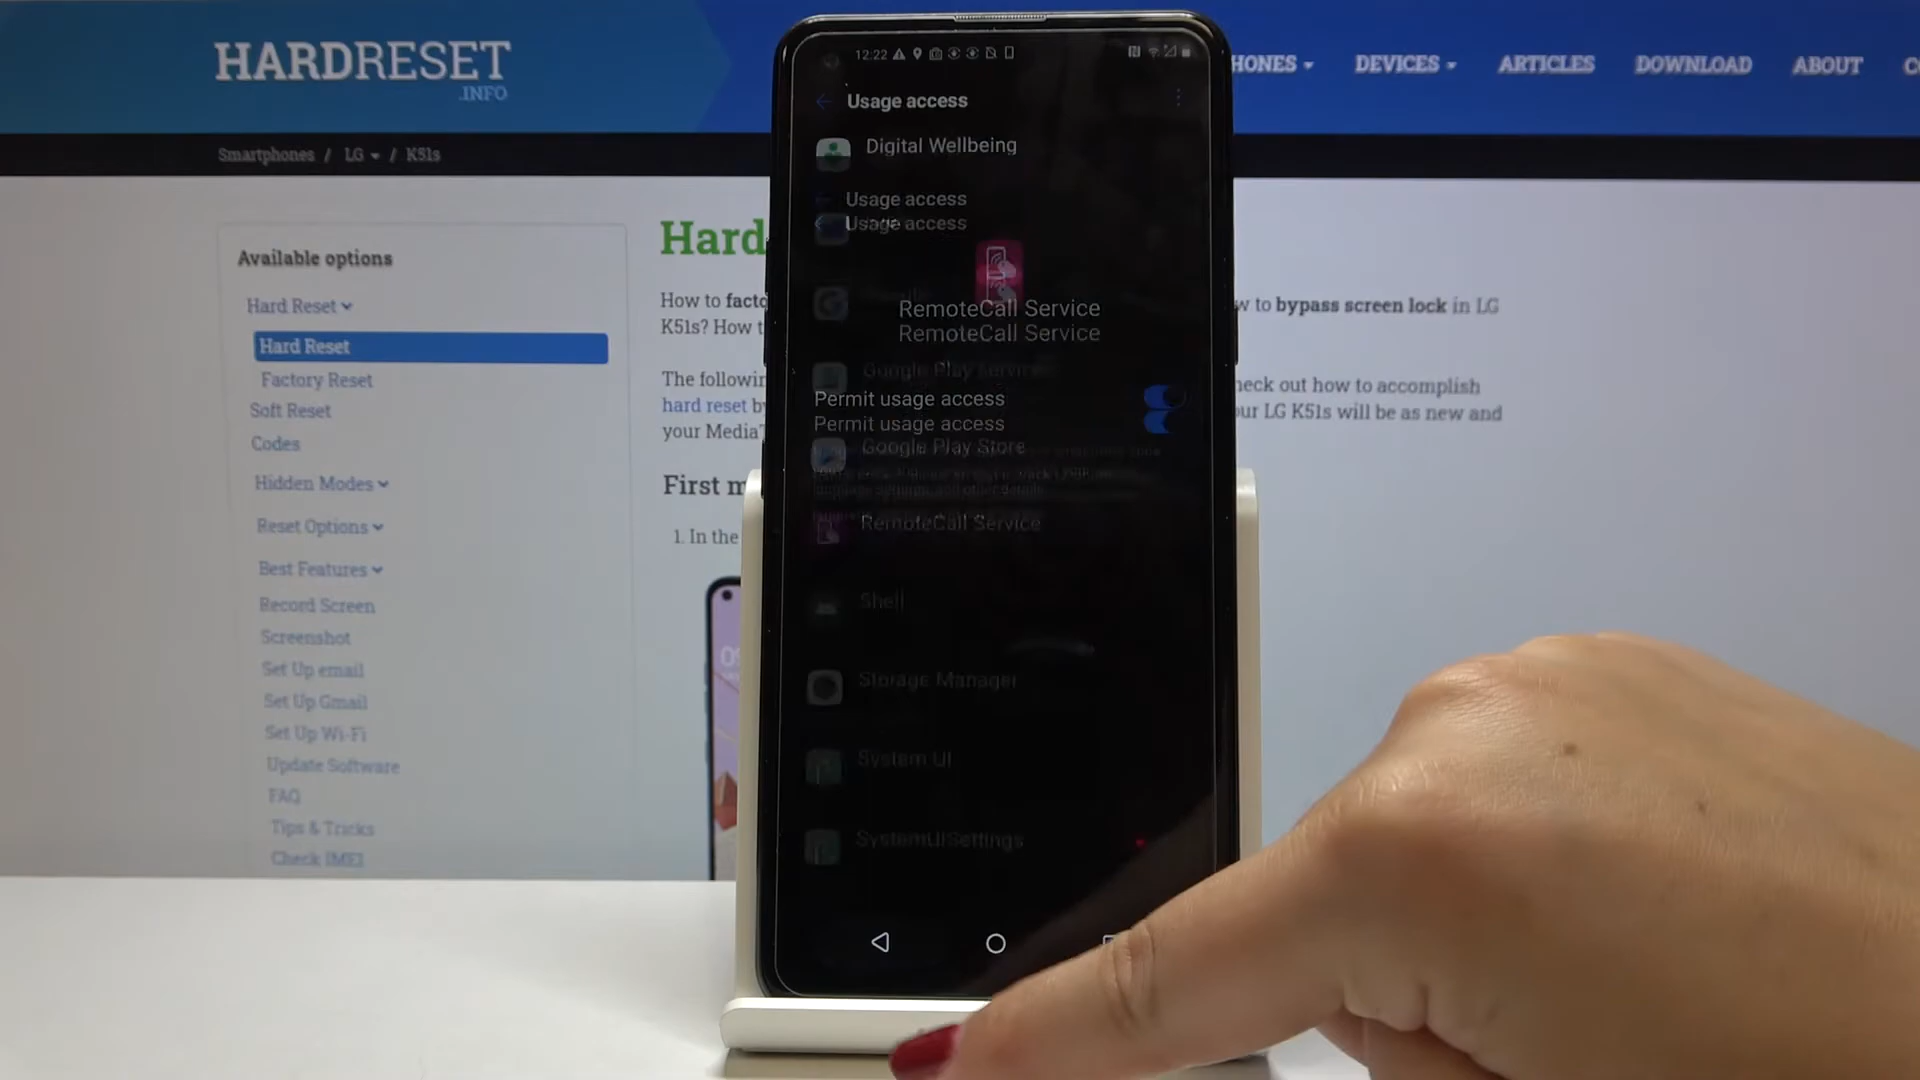 HARDRESET
.INFO
HONES
DEVICES
ARTICLES
DOWNLOAD
ABOUT
Smartphones / LG / K51s
Available options
Hard Reset
Hard Reset
Factory Reset
Soft Reset
Codes
Hidden Modes
Reset Options
Best Features
Record Screen
Screenshot
Set Up email
Set Up Gmail
Set Up Wi-Fi
Update Software
FAQ
Tips & Tricks
Check IMEI
Hard
How to facto
K51s? How t
The followin
hard reset b
your Media
First m
1. In the
w to bypass screen lock in LG
heck out how to accomplish
ur LG K51s will be as new and
12:22
Usage access
Digital Wellbeing
Usage access
Usage access
RemoteCall Service
RemoteCall Service
Google Play Services
Permit usage access
Permit usage access
Google Play Store
RemoteCall Service
Shell
Storage Manager
System UI
SystemUISettings